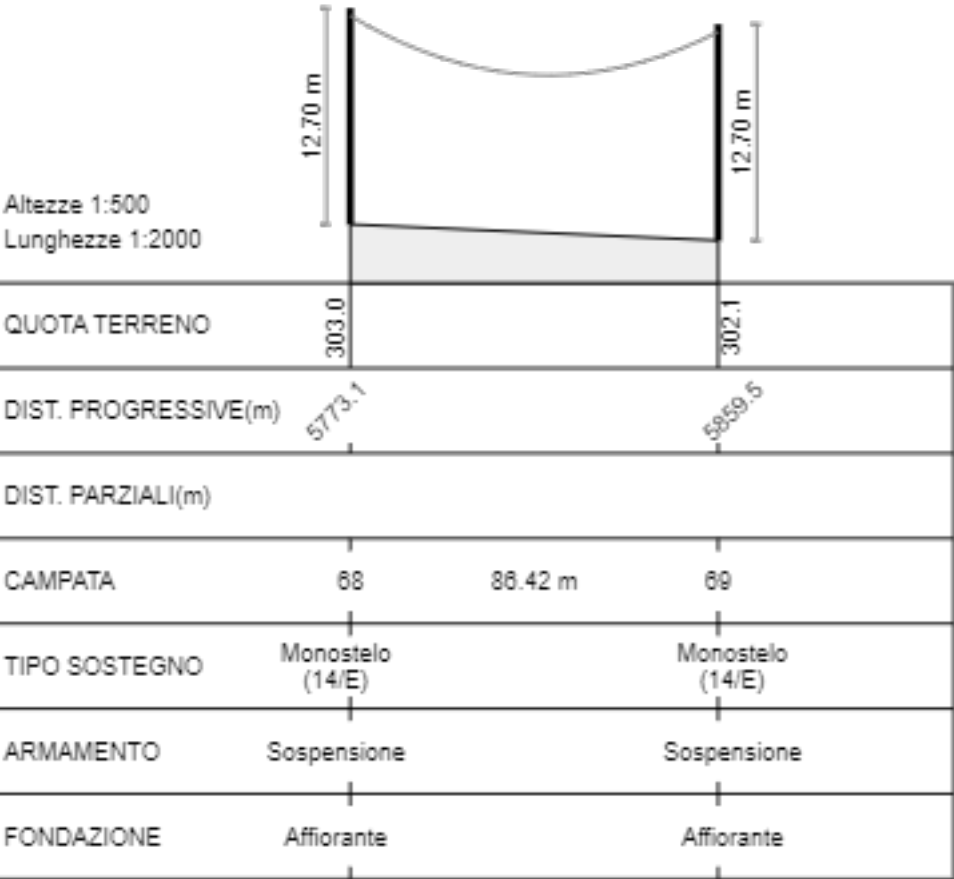 12.70 m
12.70 m
Altezze 1:500
Lunghezze 1:2000
QUOTA TERRENO
303.0
302.1
DIST. PROGRESSIVE(m)
5773.1
5859.5
DIST. PARZIALI(m)
CAMPATA
68
86.42 m
69
TIPO SOSTEGNO
Monostelo
(14/E)
Monostelo
(14/E)
ARMAMENTO
Sospensione
Sospensione
FONDAZIONE
Affiorante
Affiorante